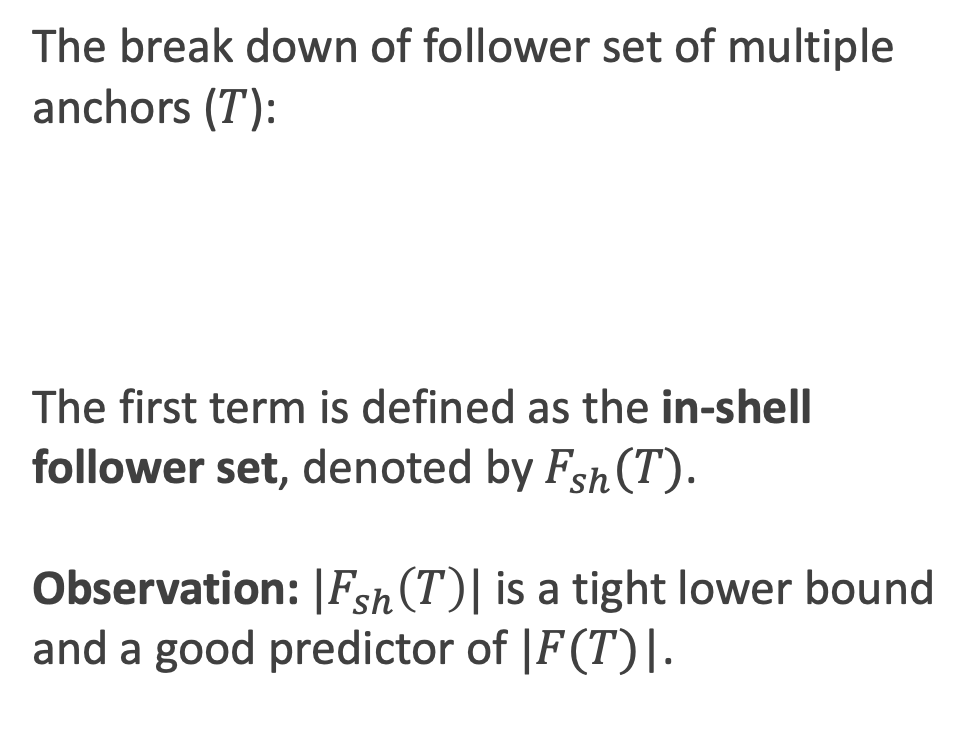 The break down of follower set of multiple
anchors (T):
The first term is defined as the in-shell
follower set, denoted by F_{sh}(T).
Observation: |F_{sh}(T)| is a tight lower bound
and a good predictor of |F(T)|.